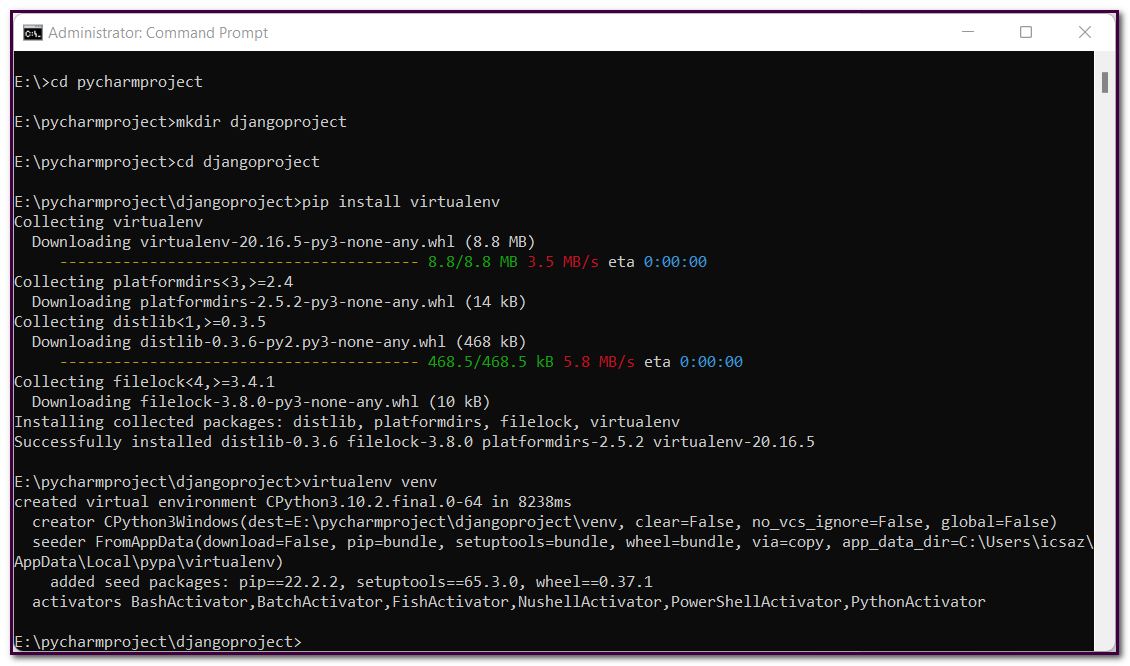 Administrator: Command Prompt
E:\>cd pycharmproject
E:\pycharmproject>mkdir djangoproject
E:\pycharmproject>cd djangoproject
E:\pycharmproject\djangoproject>pip install virtualenv
Collecting virtualenv
  Downloading virtualenv-20.16.5-py3-none-any.whl (8.8 MB)
     ---------------------------------------- 8.8/8.8 MB 3.5 MB/s eta 0:00:00
Collecting platformdirs<3,>=2.4
  Downloading platformdirs-2.5.2-py3-none-any.whl (14 kB)
Collecting distlib<1,>=0.3.5
  Downloading distlib-0.3.6-py2.py3-none-any.whl (468 kB)
     ---------------------------------------- 468.5/468.5 kB 5.8 MB/s eta 0:00:00
Collecting filelock<4,>=3.4.1
  Downloading filelock-3.8.0-py3-none-any.whl (10 kB)
Installing collected packages: distlib, platformdirs, filelock, virtualenv
Successfully installed distlib-0.3.6 filelock-3.8.0 platformdirs-2.5.2 virtualenv-20.16.5
E:\pycharmproject\djangoproject>virtualenv venv
created virtual environment CPython3.10.2.final.0-64 in 8238ms
  creator CPython3Windows(dest=E:\pycharmproject\djangoproject\venv, clear=False, no_vcs_ignore=False, global=False)
  seeder FromAppData(download=False, pip=bundle, setuptools=bundle, wheel=bundle, via=copy, app_data_dir=C:\Users\icsaz\
AppData\Local\pypa\virtualenv)
    added seed packages: pip==22.2.2, setuptools==65.3.0, wheel==0.37.1
  activators BashActivator,BatchActivator,FishActivator,NushellActivator,PowerShellActivator,PythonActivator
E:\pycharmproject\djangoproject>